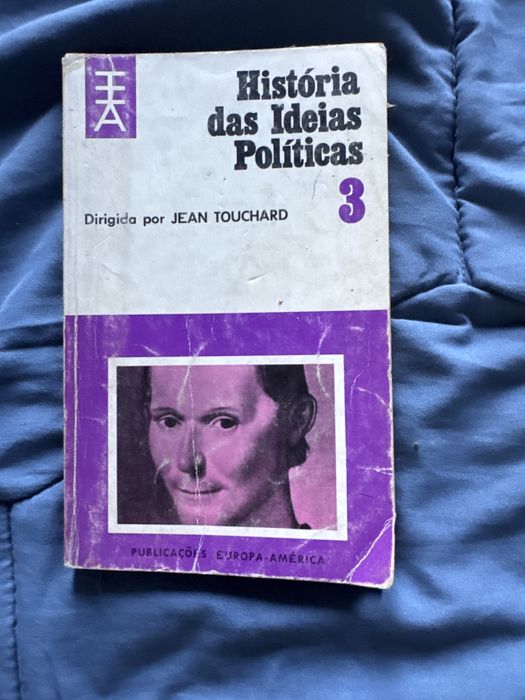 História
das Ideias
Políticas
3
Dirigida por JEAN TOUCHARD
PUBLICAÇÕES EUROPA-AMÉRICA